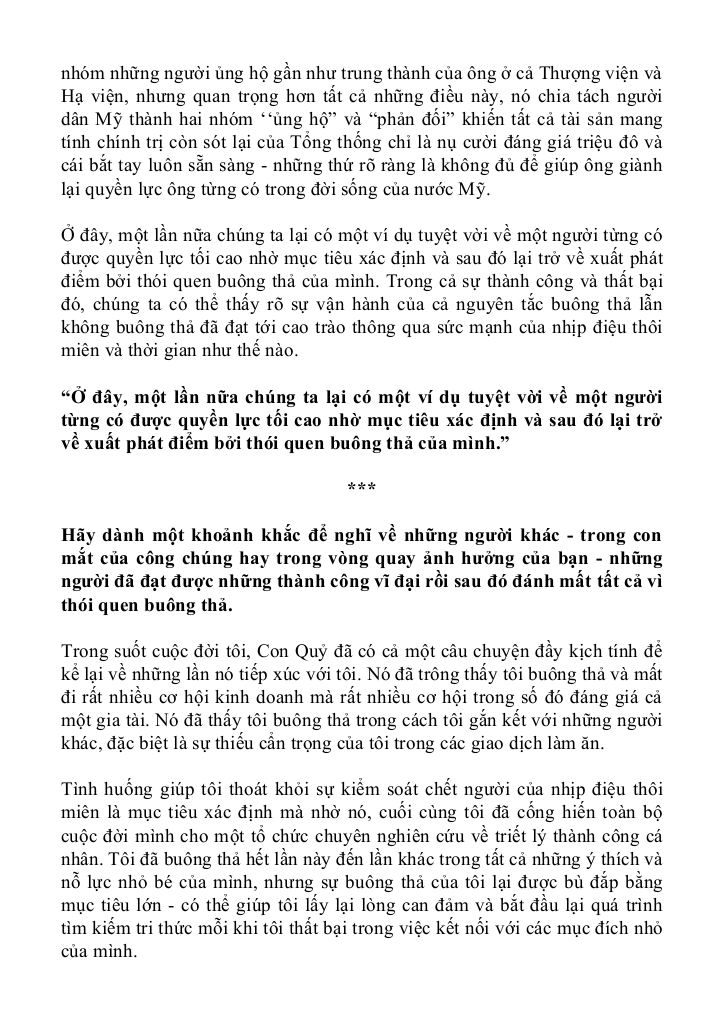 nhóm những người ủng hộ gần như trung thành của ông ở cả Thượng viện và
Hạ viện, nhưng quan trọng hơn tất cả những điều này, nó chia tách người
dân Mỹ thành hai nhóm ‘‘ủng hộ” và “phản đối” khiến tất cả tài sản mang
tính chính trị còn sót lại của Tổng thống chỉ là nụ cười đáng giá triệu đô và
cái bắt tay luôn sẵn sàng - những thứ rõ ràng là không đủ để giúp ông giành
lại quyền lực ông từng có trong đời sống của nước Mỹ.
Ở đây, một lần nữa chúng ta lại có một ví dụ tuyệt vời về một người từng có
được quyền lực tối cao nhờ mục tiêu xác định và sau đó lại trở về xuất phát
điểm bởi thói quen buông thả của mình. Trong cả sự thành công và thất bại
đó, chúng ta có thể thấy rõ sự vận hành của cả nguyên tắc buông thả lẫn
không buông thả đã đạt tới cao trào thông qua sức mạnh của nhịp điệu thôi
miên và thời gian như thế nào.
“Ở đây, một lần nữa chúng ta lại có một ví dụ tuyệt vời về một người
từng có được quyền lực tối cao nhờ mục tiêu xác định và sau đó lại trở
về xuất phát điểm bởi thói quen buông thả của mình.”
***
Hãy dành một khoảnh khắc để nghĩ về những người khác - trong con
mắt của công chúng hay trong vòng quay ảnh hưởng của bạn - những
người đã đạt được những thành công vĩ đại rồi sau đó đánh mất tất cả vì
thói quen buông thả.
Trong suốt cuộc đời tôi, Con Quỷ đã có cả một câu chuyện đầy kịch tính để
kể lại về những lần nó tiếp xúc với tôi. Nó đã trông thấy tôi buông thả và mất
đi rất nhiều cơ hội kinh doanh mà rất nhiều cơ hội trong số đó đáng giá cả
một gia tài. Nó đã thấy tôi buông thả trong cách tôi gắn kết với những người
khác, đặc biệt là sự thiếu cẩn trọng của tôi trong các giao dịch làm ăn.
Tình huống giúp tôi thoát khỏi sự kiểm soát chết người của nhịp điệu thôi
miên là mục tiêu xác định mà nhờ nó, cuối cùng tôi đã cống hiến toàn bộ
cuộc đời mình cho một tổ chức chuyên nghiên cứu về triết lý thành công cá
nhân. Tôi đã buông thả hết lần này đến lần khác trong tất cả những ý thích và
nỗ lực nhỏ bé của mình, nhưng sự buông thả của tôi lại được bù đắp bằng
mục tiêu lớn - có thể giúp tôi lấy lại lòng can đảm và bắt đầu lại quá trình
tìm kiếm tri thức mỗi khi tôi thất bại trong việc kết nối với các mục đích nhỏ
của mình.